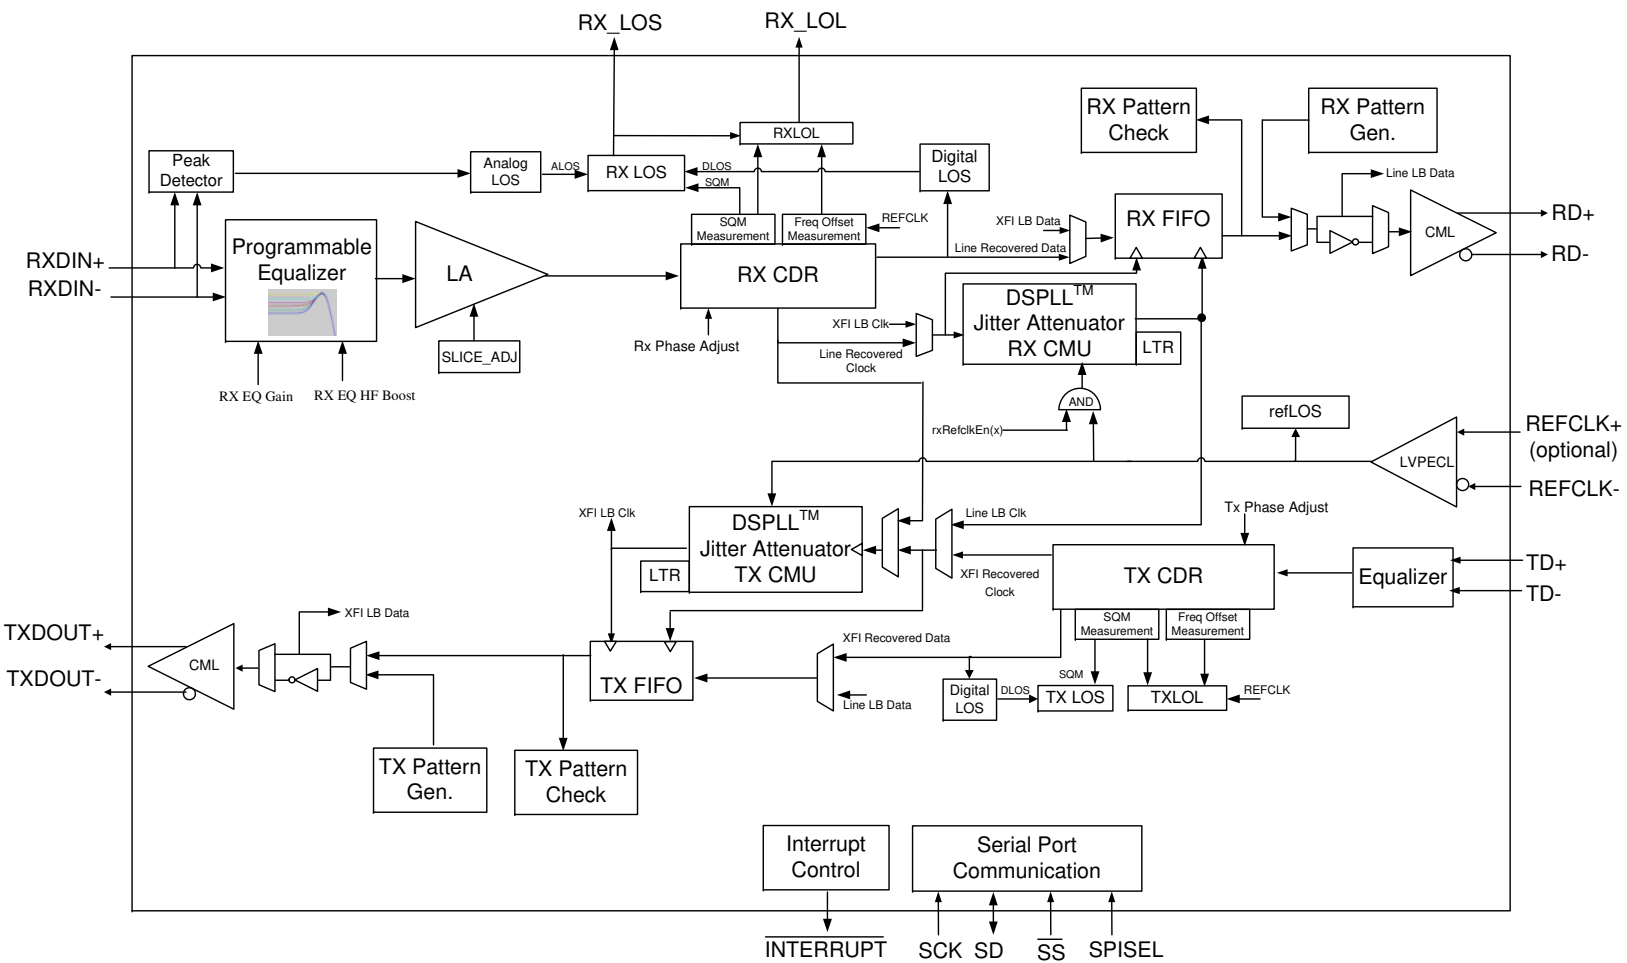 RX_LOS
RX_LOL
RXLOL
RX Pattern
Check
RX Pattern
Gen.
Peak
Detector
Analog
LOS
ALOS
RX LOS
DLOS
SQM
Digital
LOS
Line LB Data
SQM
Measurement
Freq Offset
Measurement
REFCLK
XFI LB Data
RX FIFO
CML
RD+
RD-
RXDIN+
RXDIN-
Programmable
Equalizer
LA
RX CDR
Line Recovered Data
DSPLL™
Jitter Attenuator
RX CMU
LTR
XFI LB Clk
Line Recovered
Clock
Rx Phase Adjust
SLICE_ADJ
RX EQ Gain
RX EQ HF Boost
AND
rxRefclkEn(x)
refLOS
LVPECL
REFCLK+
(optional)
REFCLK-
XFI LB Clk
DSPLL™
Jitter Attenuator
TX CMU
LTR
Line LB Clk
Tx Phase Adjust
XFI Recovered
Clock
TX CDR
Equalizer
TD+
TD-
SQM
Measurement
Freq Offset
Measurement
XFI LB Data
TXDOUT+
TXDOUT-
CML
TX FIFO
XFI Recovered Data
Line LB Data
Digital
LOS
DLOS
SQM
TX LOS
TXLOL
REFCLK
TX Pattern
Gen.
TX Pattern
Check
Interrupt
Control
Serial Port
Communication
INTERRUPT
SCK
SD
SS
SPISEL